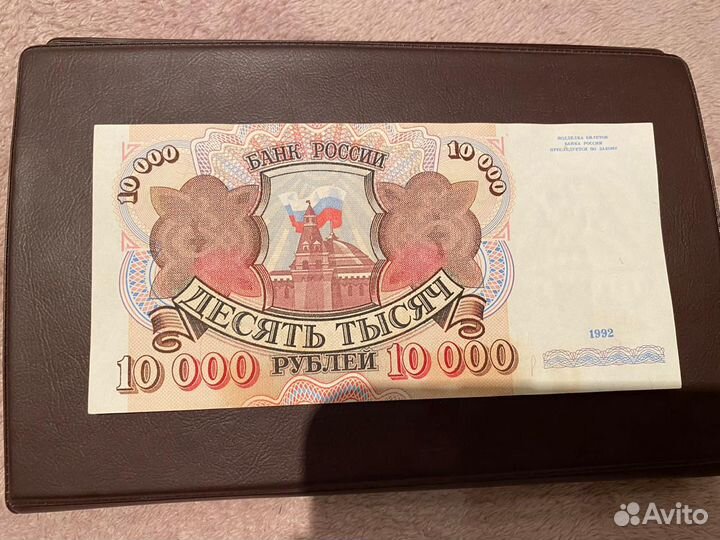 10 000
БАНК РОССИИ
10 000
ПОДДЕЛКА БИЛЕТОВ
БАНКА РОССИИ
ПРЕСЛЕДУЕТСЯ ПО ЗАКОНУ
ДЕСЯТЬ ТЫСЯЧ
1992
10 000 РУБЛЕЙ 10 000
Avito